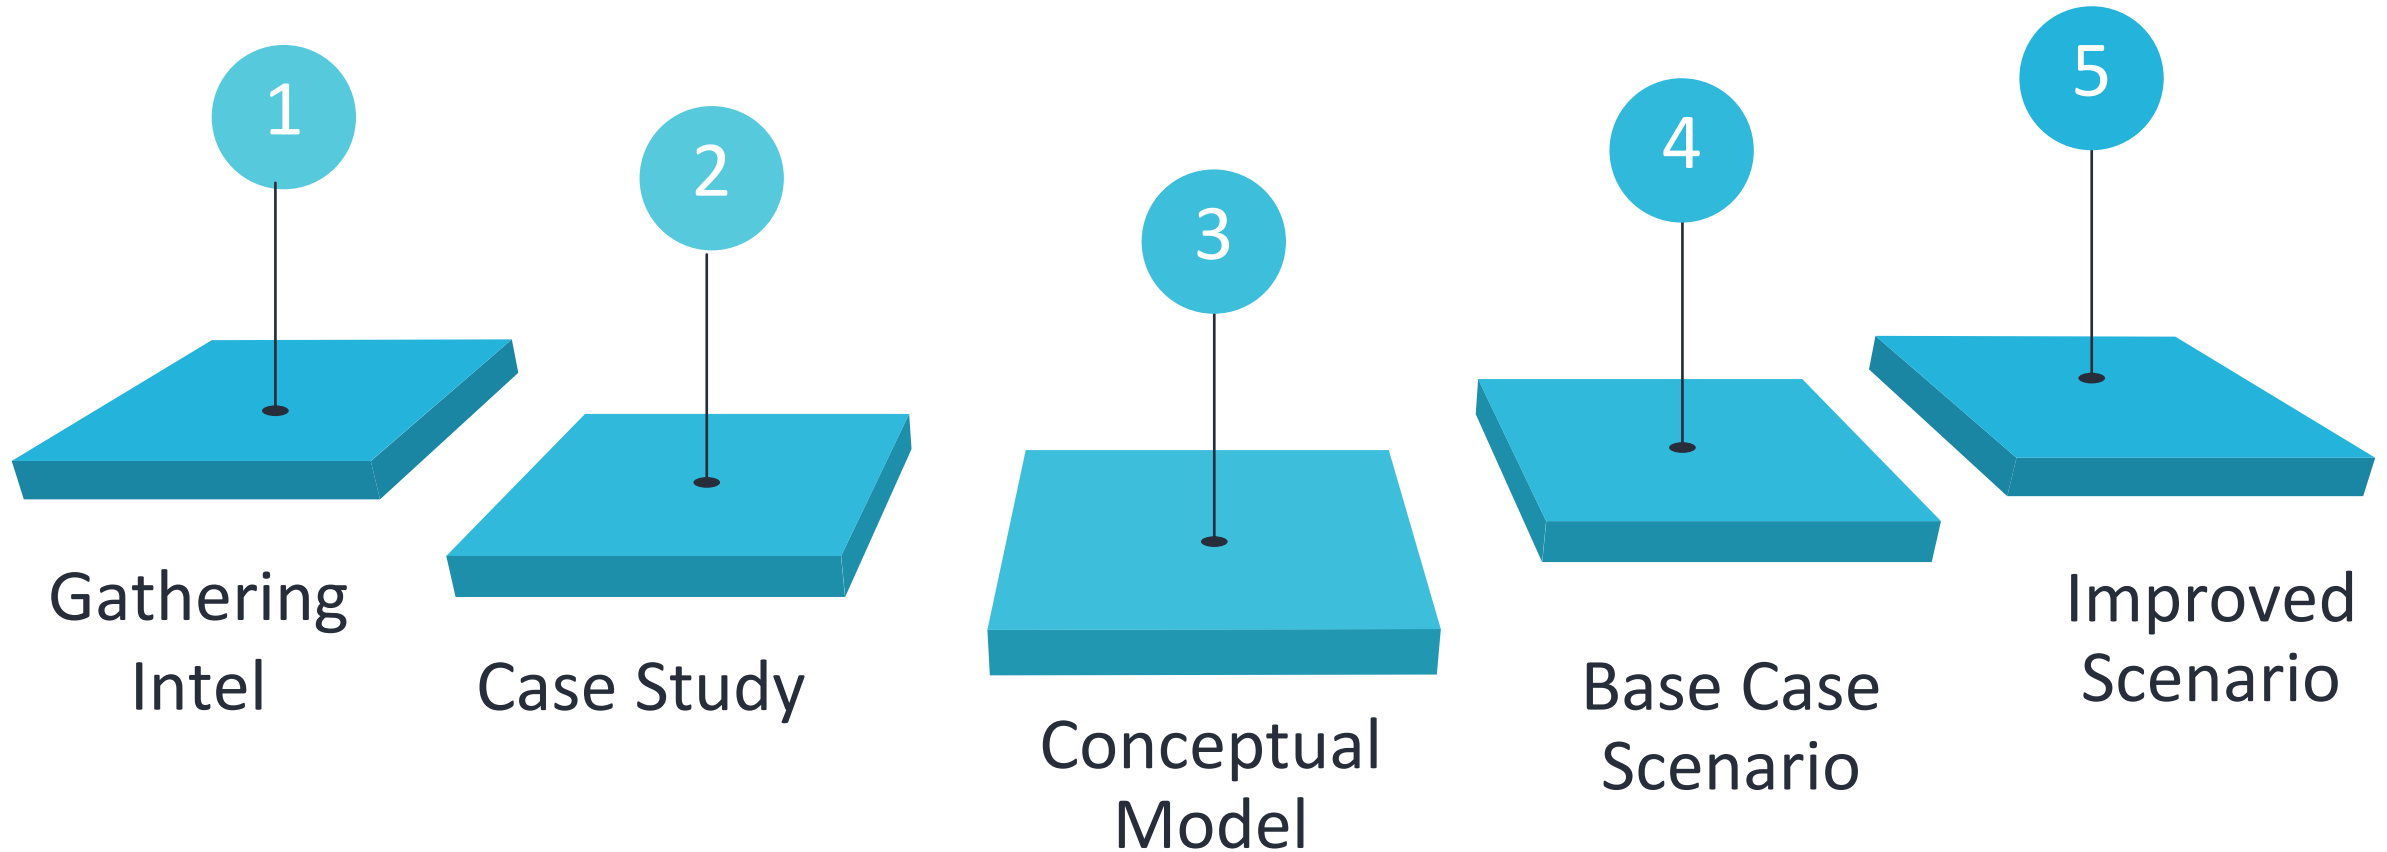 1
Gathering
Intel
2
Case Study
3
Conceptual
Model
4
Base Case
Scenario
5
Improved
Scenario